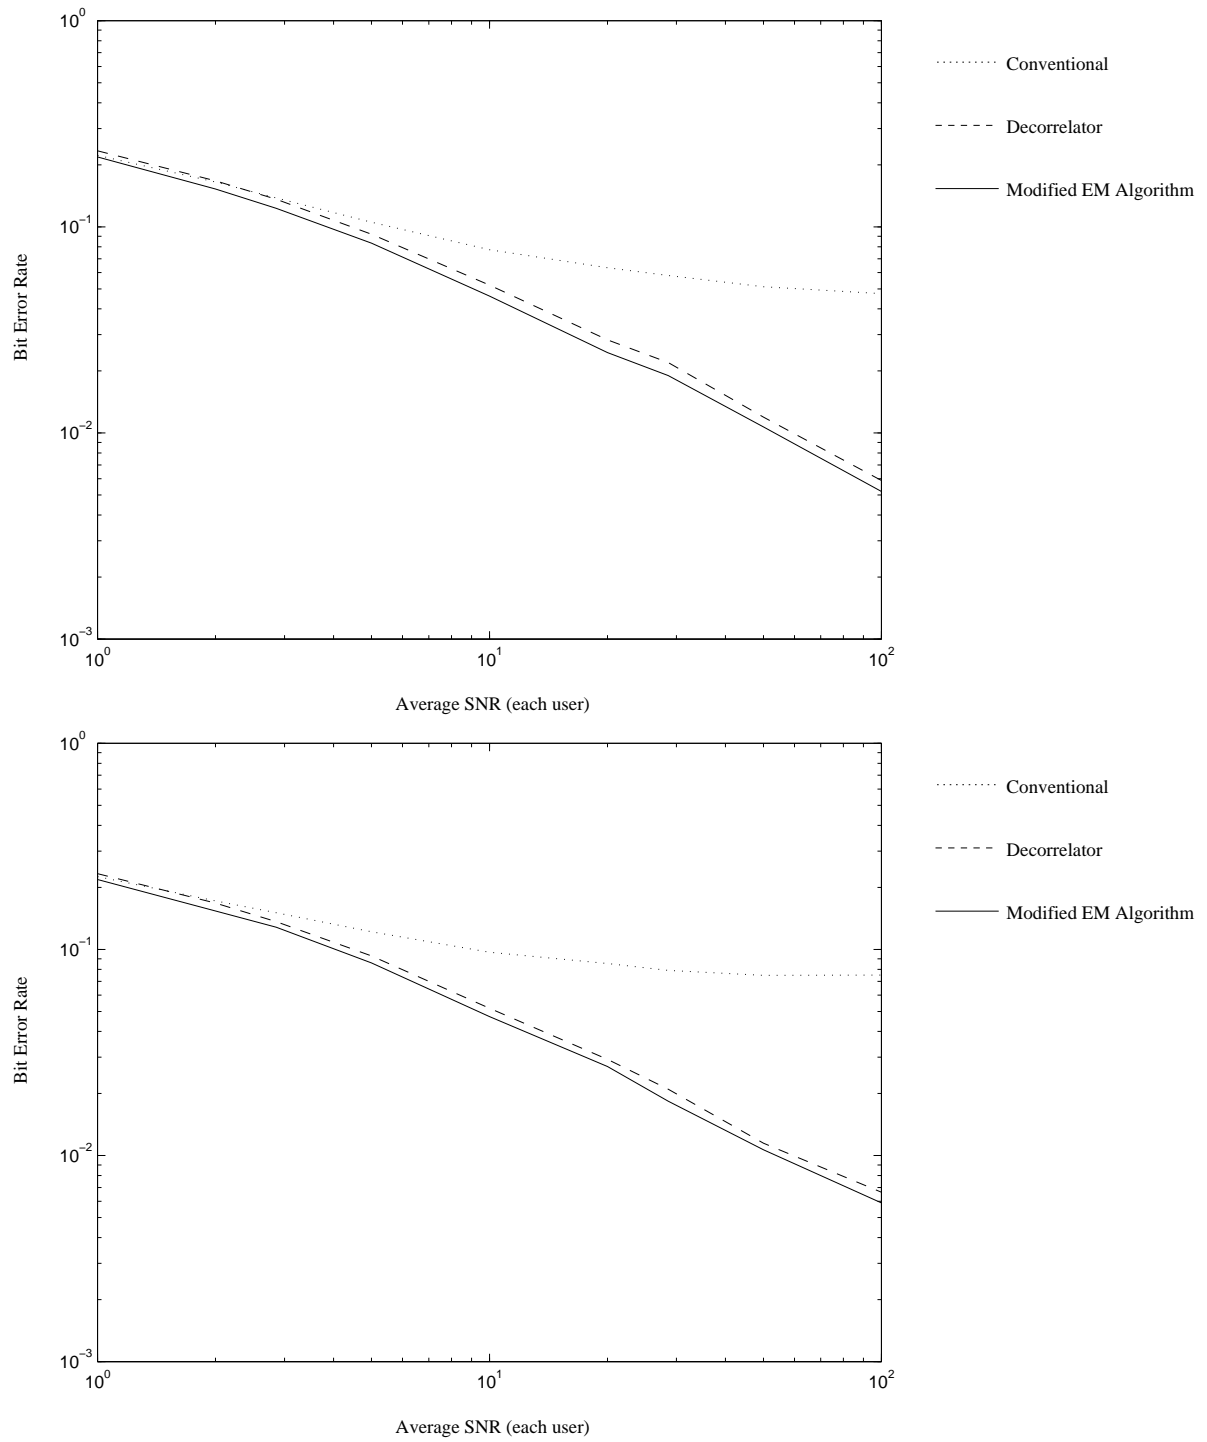 10^0
10^-1
10^-2
10^-3
10^0
10^1
10^2
Bit Error Rate
Average SNR (each user)
Conventional
Decorrelator
Modified EM Algorithm
10^0
10^-1
10^-2
10^-3
10^0
10^1
10^2
Bit Error Rate
Average SNR (each user)
Conventional
Decorrelator
Modified EM Algorithm